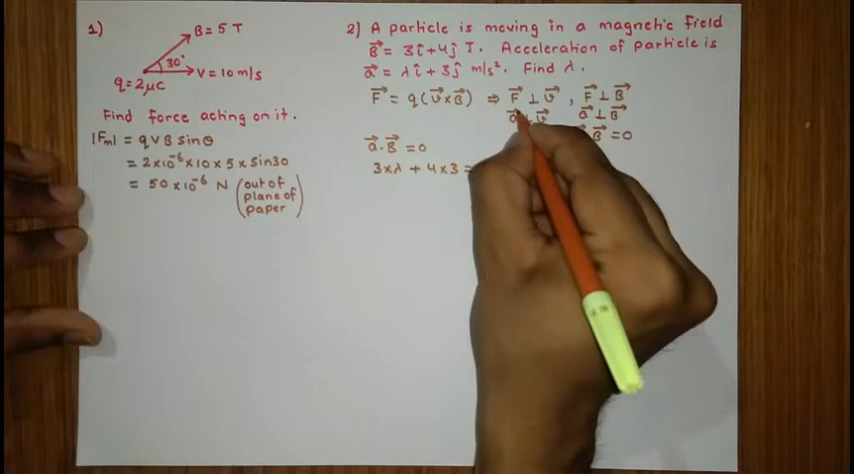 1)
B = 5 T
30°
V = 10 m/s
q = 2μC
Find force acting on it.
|Fm| = q V B sinθ
= 2×10⁻⁶ × 10 × 5 × sin30
= 50 × 10⁻⁶ N (out of plane of paper)
2) A particle is moving in a magnetic field
B⃗ = 3î + 4ĵ T. Acceleration of particle is
a⃗ = λî + 3ĵ m/s². Find λ.
F⃗ = q(v⃗ × B⃗) ⇒ F⃗ ⊥ v⃗ , F⃗ ⊥ B⃗
a⃗ ⊥ v⃗ a⃗ ⊥ B⃗
B⃗ = 0
a⃗ . B⃗ = 0
3×λ + 4×3 =